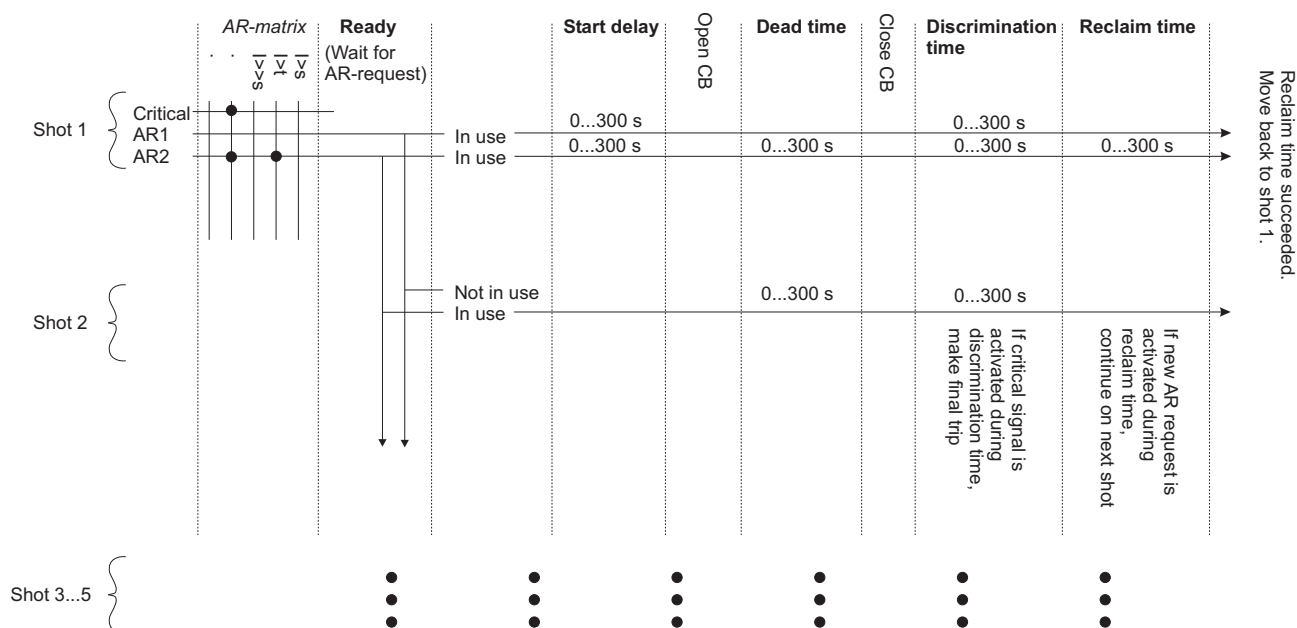 AR-matrix
Ready
(Wait for
AR-request)
Start delay
Open CB
Dead time
Close CB
Discrimination
time
Reclaim time
. .
I>>s
I>t
I>s
Shot 1
Critical
AR1
AR2
In use
In use
0...300 s
0...300 s
0...300 s
0...300 s
0...300 s
0...300 s
Reclaim time succeeded.
Move back to shot 1.
Shot 2
Not in use
In use
0...300 s
0...300 s
If critical signal is
activated during
discrimination time,
make final trip
If new AR request is
activated during
reclaim time,
continue on next shot
Shot 3...5